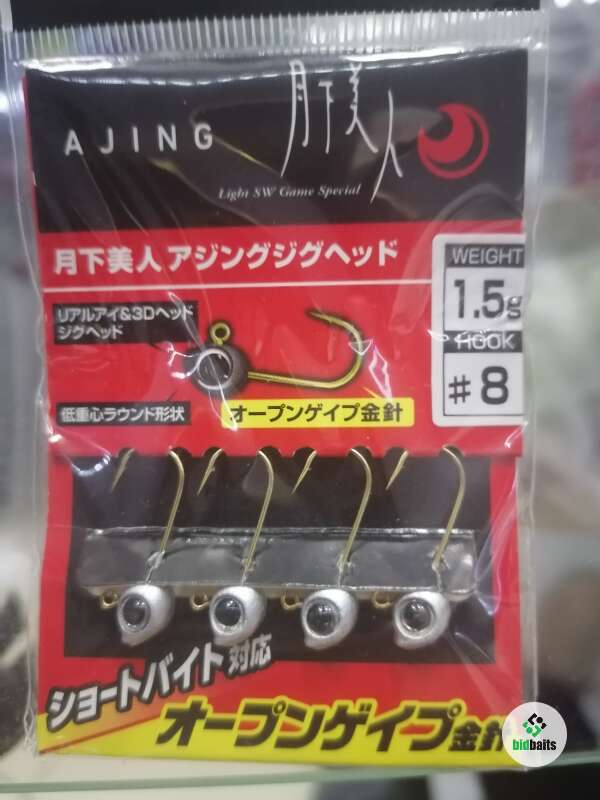 AJING
月下美人
Light SW Game Special
月下美人アジングジグヘッド
WEIGHT
1.5g
HOOK
#8
リアルアイ&3Dヘッド
ジグヘッド
低重心ラウンド形状
オープンゲイプ金針
ショートバイト対応
オープンゲイプ金針
bidbaits